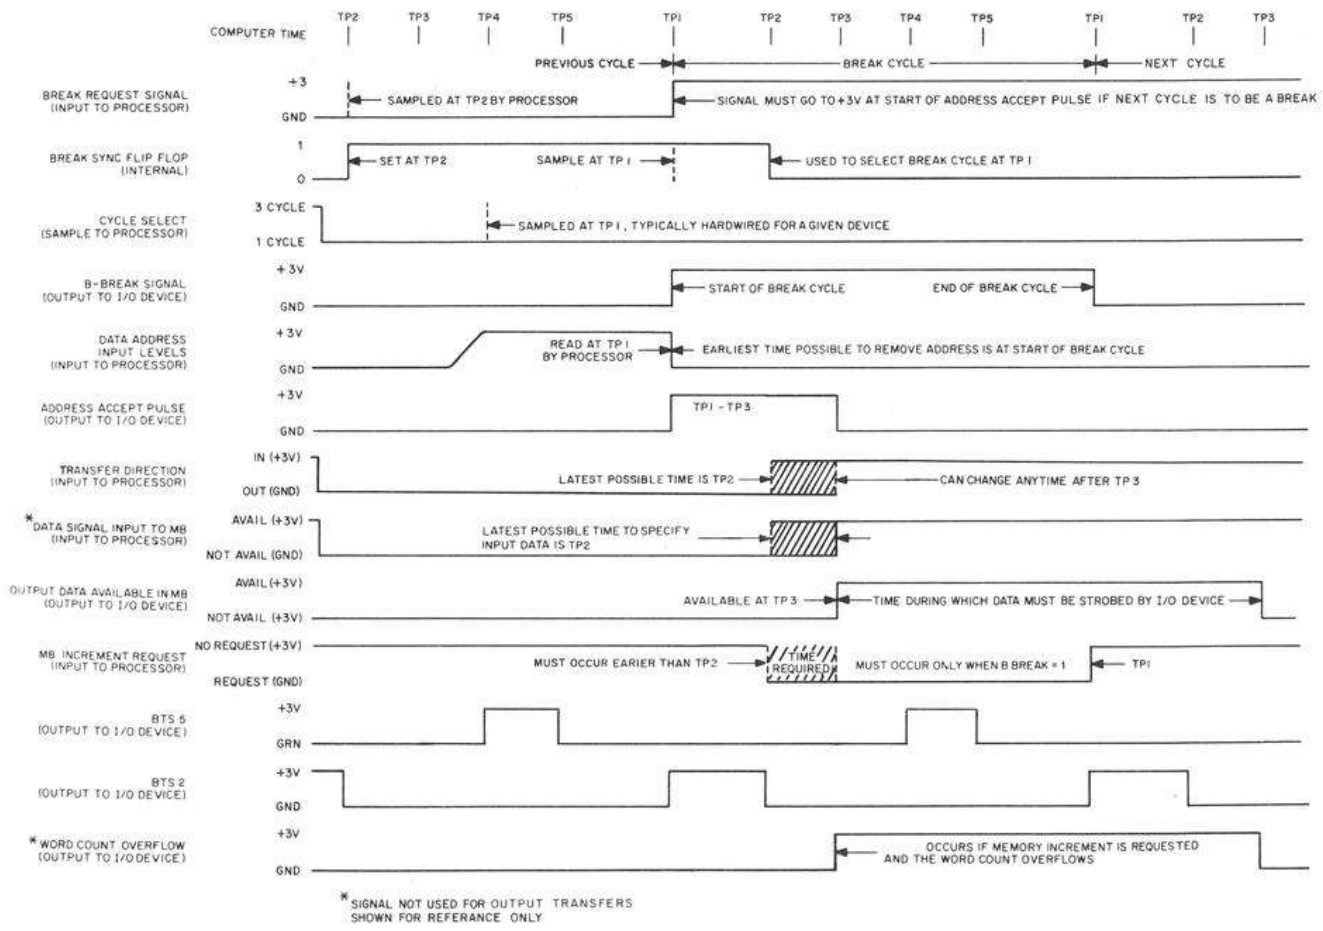 TP2 TP3 TP4 TP5 TP1 TP2 TP3 TP4 TP5 TP1 TP2 TP3
COMPUTER TIME
PREVIOUS CYCLE BREAK CYCLE NEXT CYCLE
BREAK REQUEST SIGNAL
(INPUT TO PROCESSOR)
+3
GND
SAMPLED AT TP2 BY PROCESSOR
SIGNAL MUST GO TO +3V AT START OF ADDRESS ACCEPT PULSE IF NEXT CYCLE IS TO BE A BREAK
BREAK SYNC FLIP FLOP
(INTERNAL)
1
0
SET AT TP2
SAMPLE AT TP1
USED TO SELECT BREAK CYCLE AT TP1
CYCLE SELECT
(SAMPLE TO PROCESSOR)
3 CYCLE
1 CYCLE
SAMPLED AT TP1, TYPICALLY HARDWIRED FOR A GIVEN DEVICE
B-BREAK SIGNAL
(OUTPUT TO I/O DEVICE)
+3V
GND
START OF BREAK CYCLE
END OF BREAK CYCLE
DATA ADDRESS
INPUT LEVELS
(INPUT TO PROCESSOR)
+3V
GND
READ AT TP1
BY PROCESSOR
EARLIEST TIME POSSIBLE TO REMOVE ADDRESS IS AT START OF BREAK CYCLE
ADDRESS ACCEPT PULSE
(OUTPUT TO I/O DEVICE)
+3V
GND
TP1 - TP3
TRANSFER DIRECTION
(INPUT TO PROCESSOR)
IN (+3V)
OUT (GND)
LATEST POSSIBLE TIME IS TP2
CAN CHANGE ANYTIME AFTER TP3
*DATA SIGNAL INPUT TO MB
(INPUT TO PROCESSOR)
AVAIL (+3V)
NOT AVAIL (GND)
LATEST POSSIBLE TIME TO SPECIFY
INPUT DATA IS TP2
OUTPUT DATA AVAILABLE IN MB
(OUTPUT TO I/O DEVICE)
AVAIL (+3V)
NOT AVAIL (+3V)
AVAILABLE AT TP3
TIME DURING WHICH DATA MUST BE STROBED BY I/O DEVICE
MB INCREMENT REQUEST
(INPUT TO PROCESSOR)
NO REQUEST (+3V)
REQUEST (GND)
MUST OCCUR EARLIER THAN TP2
TIME
REQUIRED
MUST OCCUR ONLY WHEN B BREAK = 1
TP1
BTS 5
(OUTPUT TO I/O DEVICE)
+3V
GRN
BTS 2
(OUTPUT TO I/O DEVICE)
+3V
GND
*WORD COUNT OVERFLOW
(OUTPUT TO I/O DEVICE)
+3V
GND
OCCURS IF MEMORY INCREMENT IS REQUESTED
AND THE WORD COUNT OVERFLOWS
*SIGNAL NOT USED FOR OUTPUT TRANSFERS
SHOWN FOR REFERANCE ONLY